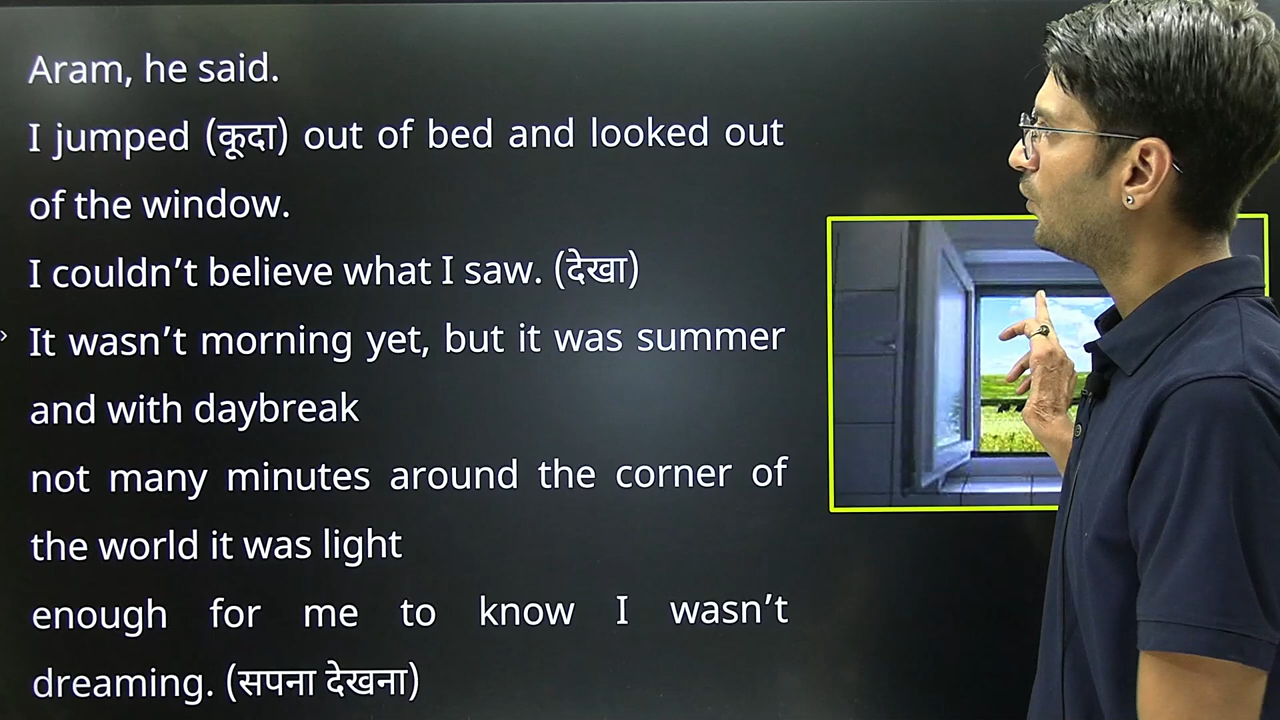 Aram, he said.
I jumped (कूदा) out of bed and looked out
of the window.
I couldn’t believe what I saw. (देखा)
It wasn’t morning yet, but it was summer
and with daybreak
not many minutes around the corner of
the world it was light
enough for me to know I wasn’t
dreaming. (सपना देखना)